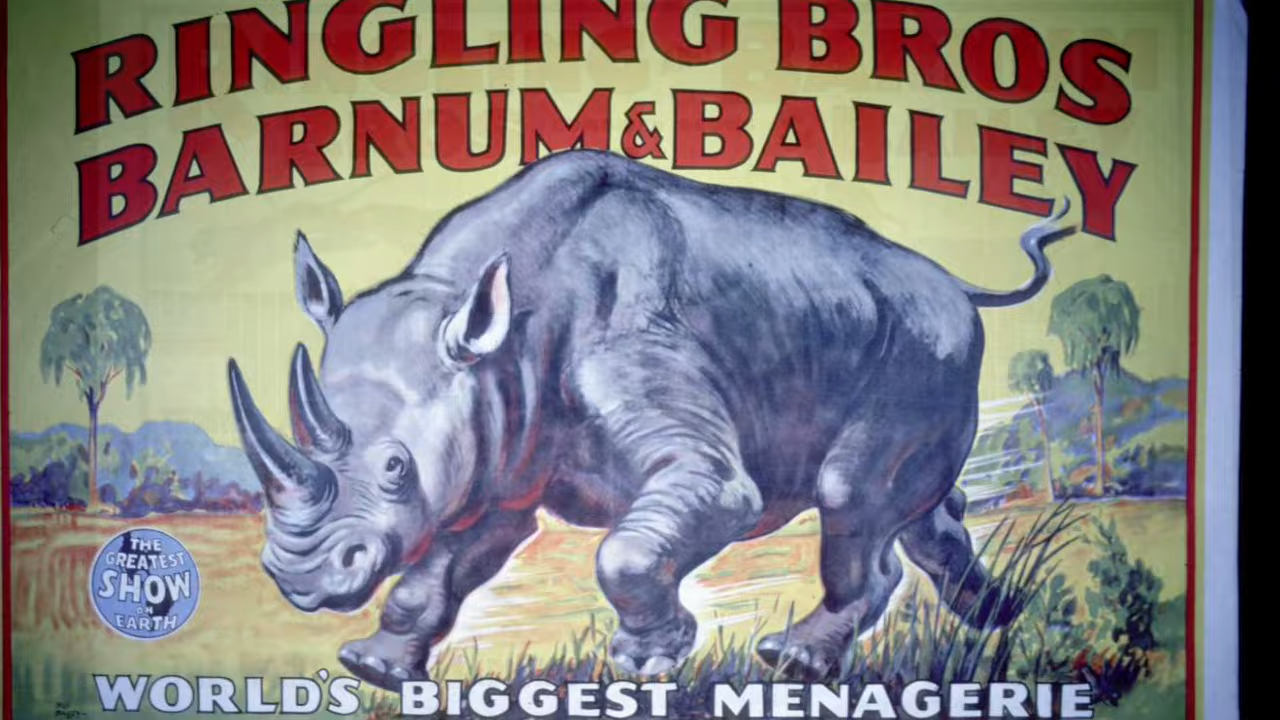 RINGLING BROS
BARNUM & BAILEY
THE
GREATEST
SHOW
ON
EARTH
WORLD'S BIGGEST MENAGERIE